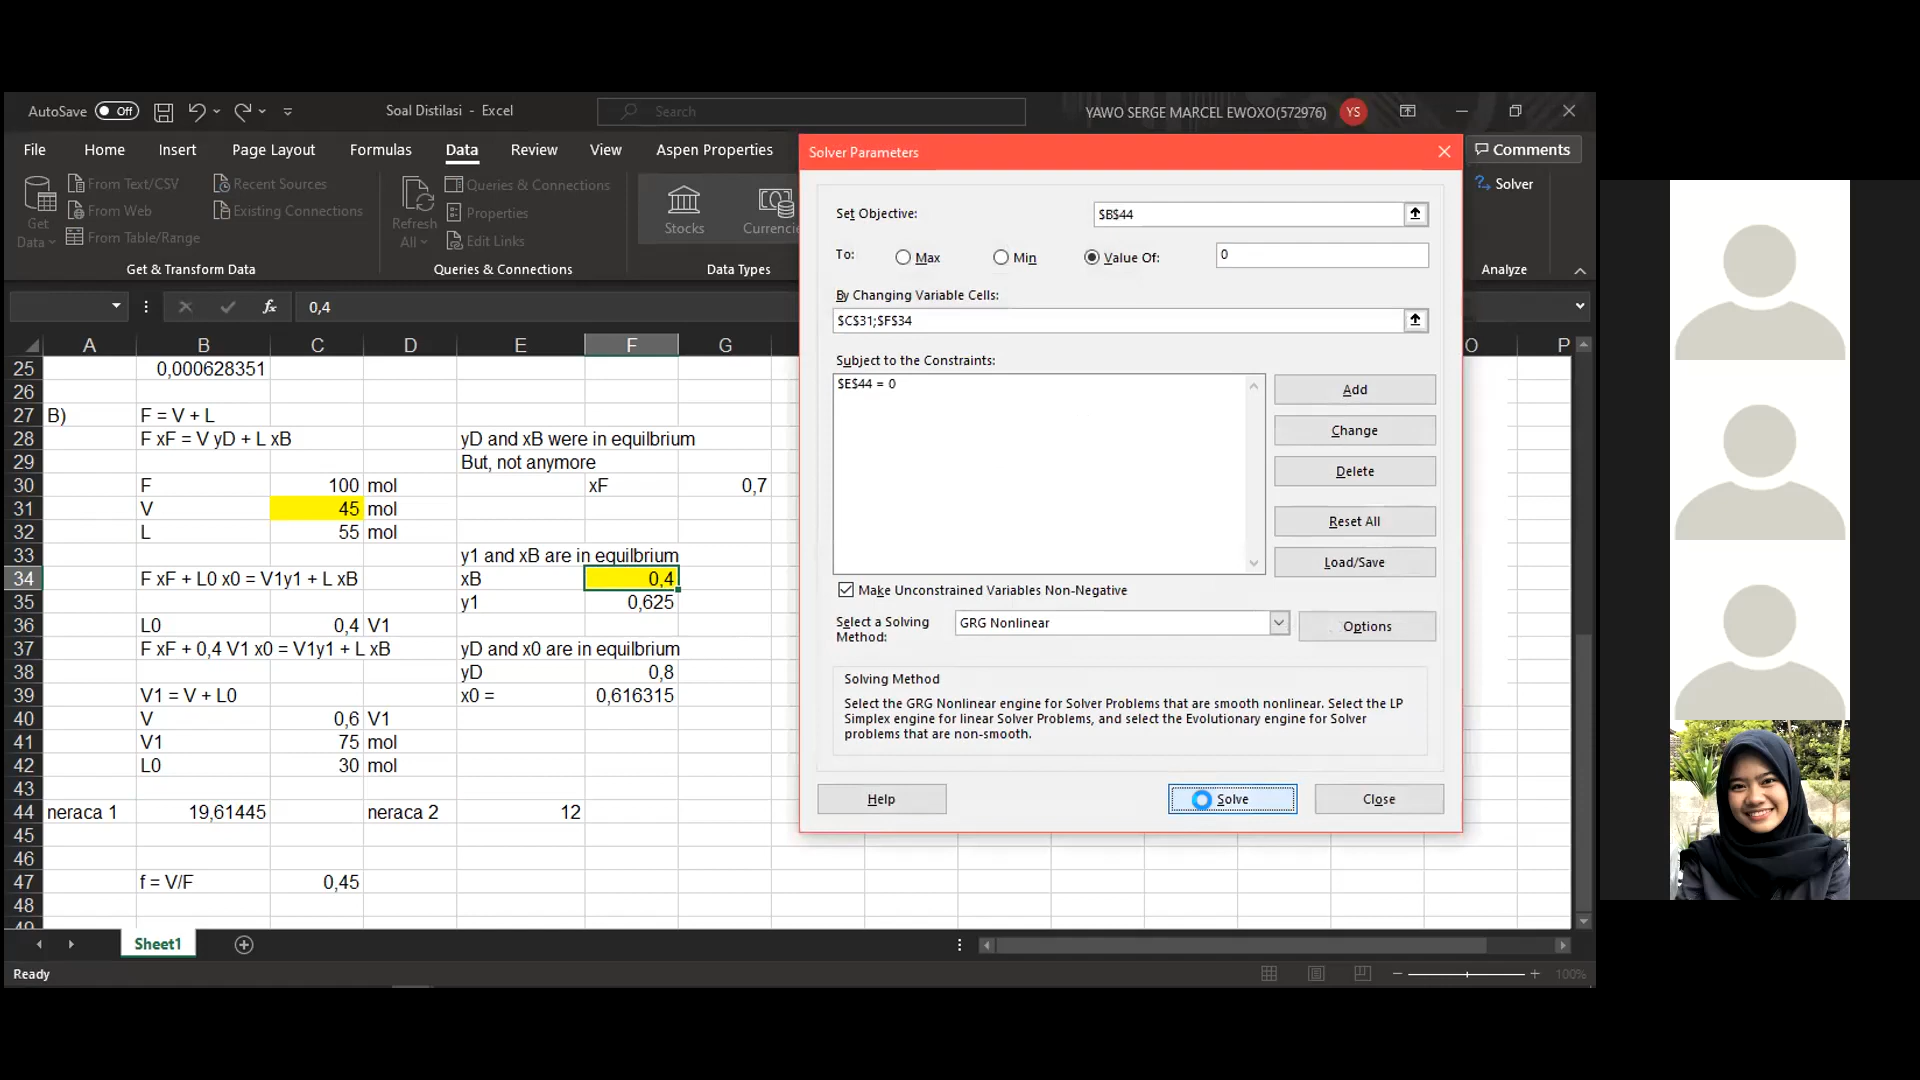 AutoSave Off Soal Distilasi - Excel Search YAWO SERGE MARCEL EWOXO(572976) YS
File Home Insert Page Layout Formulas Data Review View Aspen Properties Comments
Get Data
From Text/CSV
From Web
From Table/Range
Recent Sources
Existing Connections
Get & Transform Data
Refresh All
Queries & Connections
Properties
Edit Links
Queries & Connections
Stocks Currencie
Data Types
Solver
Analyze
fx 0,4
A B C D E F G O P
25 0,000628351
26
27 B) F = V + L
28 F xF = V yD + L xB yD and xB were in equilbrium
29 But, not anymore
30 F 100 mol xF 0,7
31 V 45 mol
32 L 55 mol
33 y1 and xB are in equilbrium
34 F xF + L0 x0 = V1y1 + L xB xB 0,4
35 y1 0,625
36 L0 0,4 V1
37 F xF + 0,4 V1 x0 = V1y1 + L xB yD and x0 are in equilbrium
38 yD 0,8
39 V1 = V + L0 x0 = 0,616315
40 V 0,6 V1
41 V1 75 mol
42 L0 30 mol
43
44 neraca 1 19,61445 neraca 2 12
45
46
47 f = V/F 0,45
48
49
Sheet1
Ready 100%
Solver Parameters
Set Objective: $B$44
To: Max Min Value Of: 0
By Changing Variable Cells:
$C$31;$F$34
Subject to the Constraints:
$E$44 = 0
Add
Change
Delete
Reset All
Load/Save
Make Unconstrained Variables Non-Negative
Select a Solving Method: GRG Nonlinear Options
Solving Method
Select the GRG Nonlinear engine for Solver Problems that are smooth nonlinear. Select the LP
Simplex engine for linear Solver Problems, and select the Evolutionary engine for Solver
problems that are non-smooth.
Help Solve Close